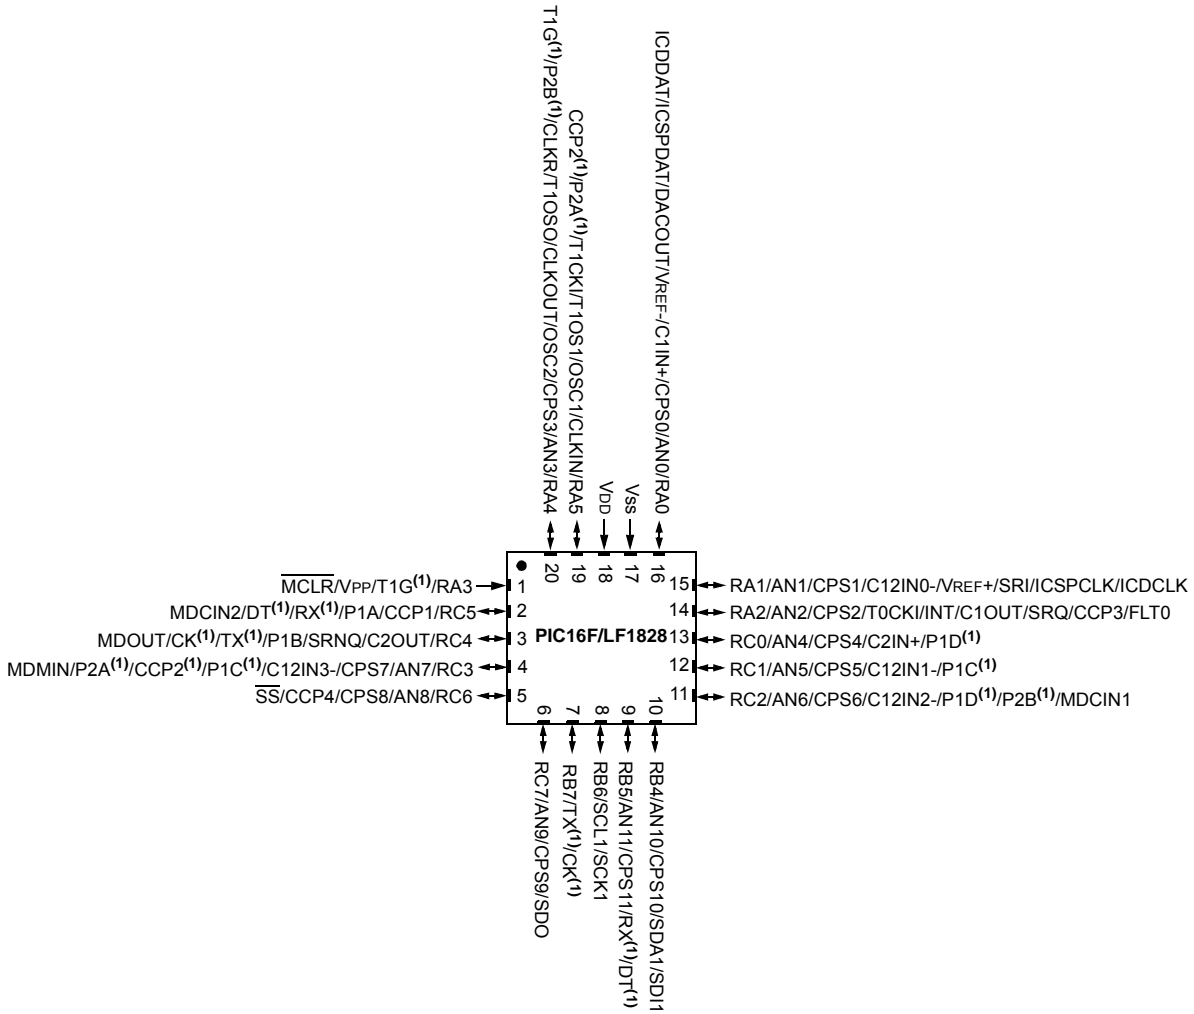 T1G(1)/P2B(1)/CLKR/T1OSO/CLKOUT/OSC2/CPS3/AN3/RA4
CCP2(1)/P2A(1)/T1CKI/T1OS1/OSC1/CLKIN/RA5
VDD
Vss
ICDDAT/ICSPDAT/DACOUT/VREF-/C1IN+/CPS0/AN0/RA0
20
19
18
17
16
MCLR/VPP/T1G(1)/RA3
1
15
RA1/AN1/CPS1/C12IN0-/VREF+/SRI/ICSPCLK/ICDCLK
MDCIN2/DT(1)/RX(1)/P1A/CCP1/RC5
2
14
RA2/AN2/CPS2/T0CKI/INT/C1OUT/SRQ/CCP3/FLT0
MDOUT/CK(1)/TX(1)/P1B/SRNQ/C2OUT/RC4
3
PIC16F/LF1828
13
RC0/AN4/CPS4/C2IN+/P1D(1)
MDMIN/P2A(1)/CCP2(1)/P1C(1)/C12IN3-/CPS7/AN7/RC3
4
12
RC1/AN5/CPS5/C12IN1-/P1C(1)
SS/CCP4/CPS8/AN8/RC6
5
11
RC2/AN6/CPS6/C12IN2-/P1D(1)/P2B(1)/MDCIN1
6
7
8
9
10
RC7/AN9/CPS9/SDO
RB7/TX(1)/CK(1)
RB6/SCL1/SCK1
RB5/AN11/CPS11/RX(1)/DT(1)
RB4/AN10/CPS10/SDA1/SDI1